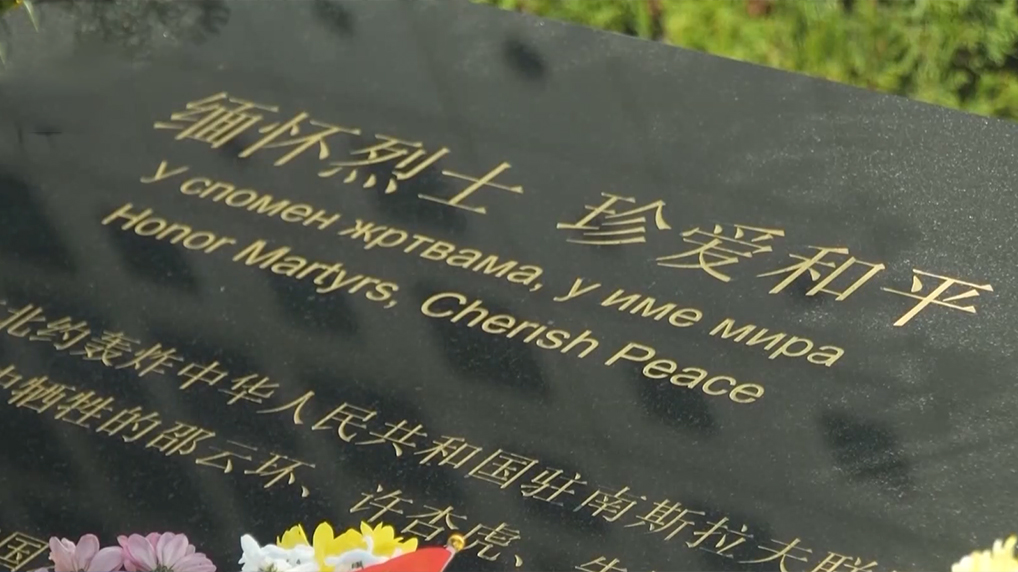 缅怀烈士 珍爱和平
у спомен жртвама, у име мира
Honor Martyrs, Cherish Peace
北约轰炸中华人民共和国驻南斯拉夫联
牺牲的邵云环、许杏虎、
国